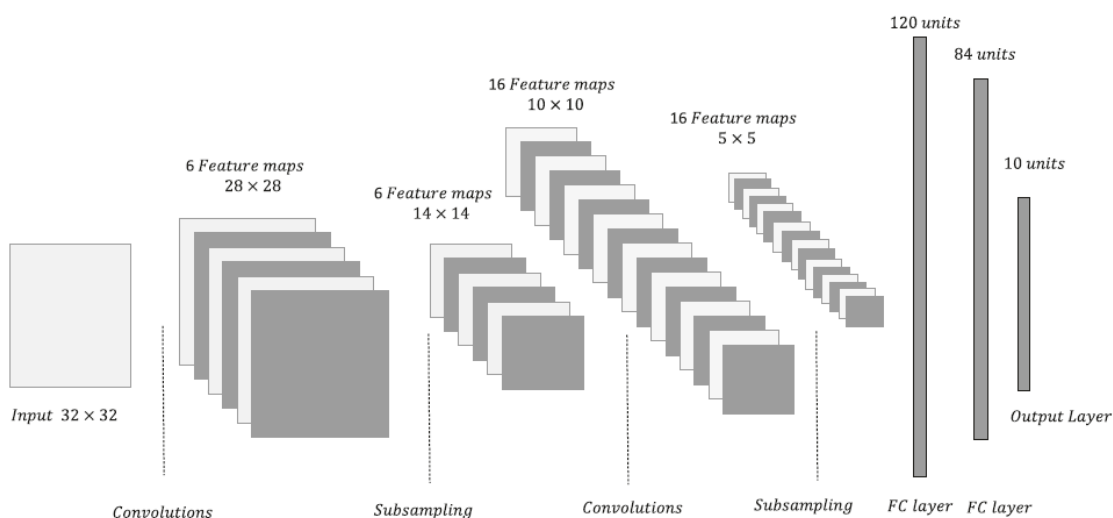 120 units
84 units
16 Feature maps
10 × 10
16 Feature maps
5 × 5
10 units
6 Feature maps
28 × 28
6 Feature maps
14 × 14
Input 32 × 32
Output Layer
Convolutions
Subsampling
Convolutions
Subsampling
FC layer
FC layer